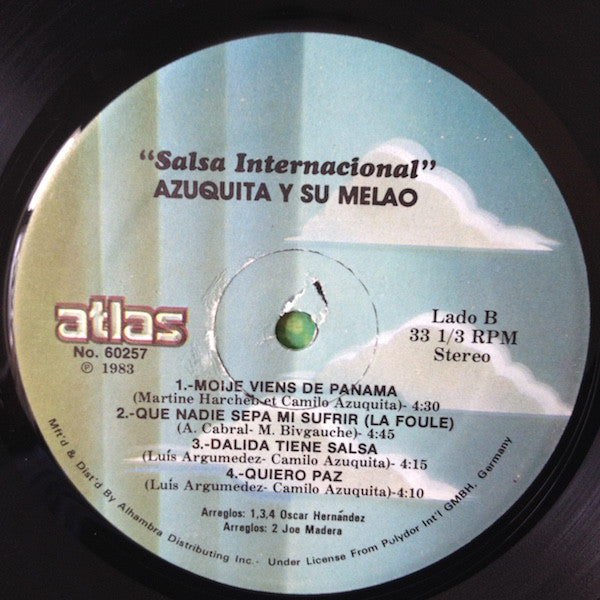 "Salsa Internacional"
AZUQUITA Y SU MELAO
atlas
No. 60257
℗ 1983
Lado B
33 1/3 RPM
Stereo
1.-MOIJE VIENS DE PANAMA
(Martine Harcheb et Camilo Azuquita)- 4:30
2.-QUE NADIE SEPA MI SUFRIR (LA FOULE)
(A. Cabral- M. Bivgauche)- 4:45
3.-DALIDA TIENE SALSA
(Luís Argumedez- Camilo Azuquita)- 4:15
4.-QUIERO PAZ
(Luís Argumedez- Camilo Azuquita)-4:10
Arreglos: 1,3,4 Oscar Hernández
Arreglos: 2 Joe Madera
Mfr'd & Dist'd By Alhambra Distributing Inc.- Under License From Polydor Int'l GMBH, Germany